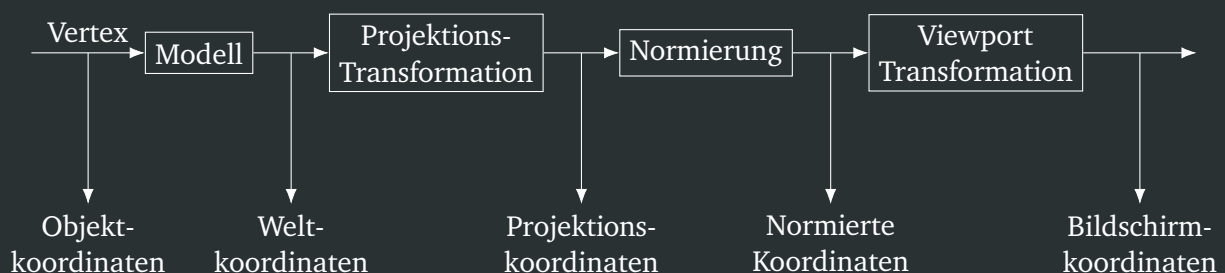 Vertex
Modell
Projektions-
Transformation
Normierung
Viewport
Transformation
Objekt-
koordinaten
Welt-
koordinaten
Projektions-
koordinaten
Normierte
Koordinaten
Bildschirm-
koordinaten